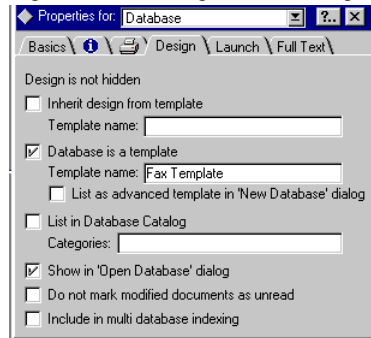 Properties for: Database ?.. X
Basics i Design Launch Full Text
Design is not hidden
Inherit design from template
Template name:
Database is a template
Template name: Fax Template
List as advanced template in 'New Database' dialog
List in Database Catalog
Categories:
Show in 'Open Database' dialog
Do not mark modified documents as unread
Include in multi database indexing